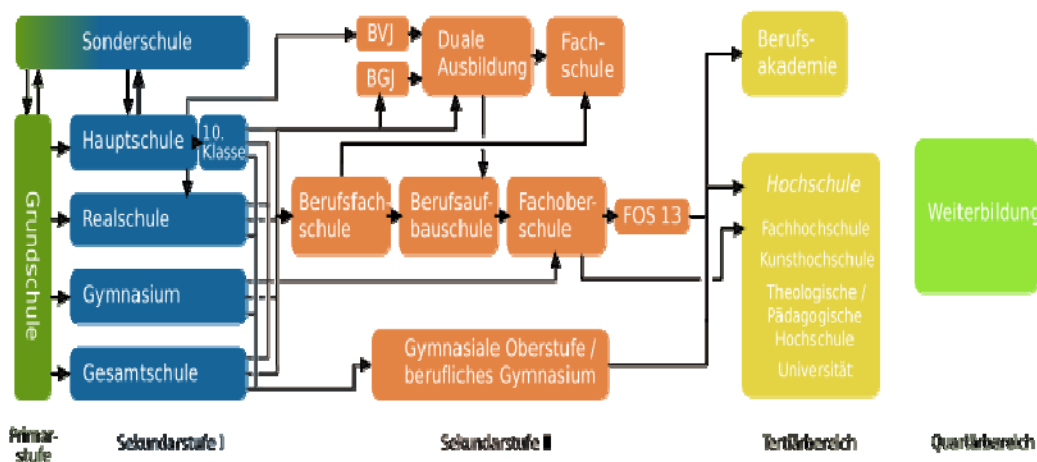 Sonderschule
Grundschule
Hauptschule
10.
Klasse
Realschule
Gymnasium
Gesamtschule
BVJ
BGJ
Duale
Ausbildung
Fach-
schule
Berufsfach-
schule
Berufsauf-
bauschule
Fachober-
schule
FOS 13
Gymnasiale Oberstufe /
berufliches Gymnasium
Berufs-
akademie
Hochschule
Fachhochschule
Kunsthochschule
Theologische /
Pädagogische
Hochschule
Universität
Weiterbildung
Primar-
stufe
Sekundarstufe I
Sekundarstufe II
Tertiärbereich
Quartärbereich